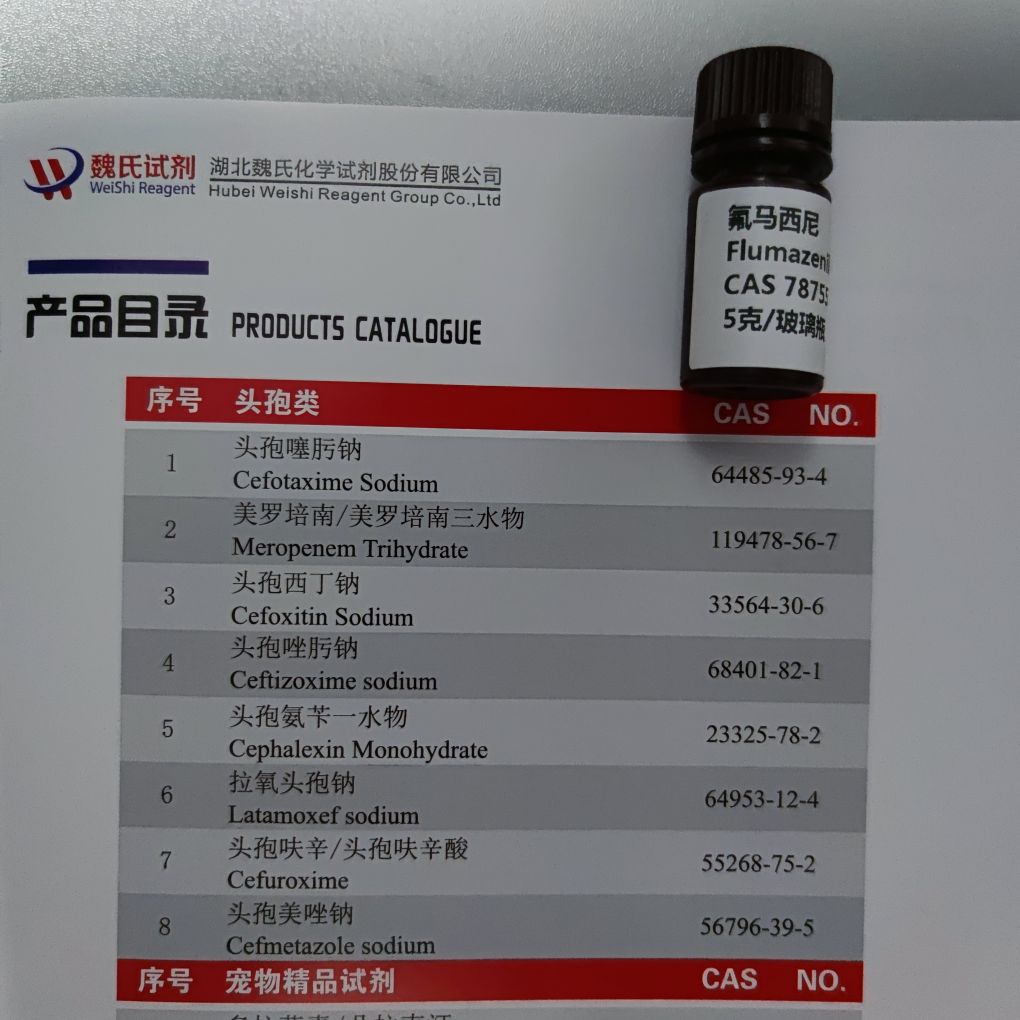 魏氏试剂
WeiShi Reagent
湖北魏氏化学试剂股份有限公司
Hubei Weishi Reagent Group Co.,Ltd
氟马西尼
Flumazenil
CAS 78755
5克/玻璃瓶
产品目录 PRODUCTS CATALOGUE
序号 头孢类 CAS NO.
1 头孢噻肟钠
Cefotaxime Sodium 64485-93-4
2 美罗培南/美罗培南三水物
Meropenem Trihydrate 119478-56-7
3 头孢西丁钠
Cefoxitin Sodium 33564-30-6
4 头孢唑肟钠
Ceftizoxime sodium 68401-82-1
5 头孢氨苄一水物
Cephalexin Monohydrate 23325-78-2
6 拉氧头孢钠
Latamoxef sodium 64953-12-4
7 头孢呋辛/头孢呋辛酸
Cefuroxime 55268-75-2
8 头孢美唑钠
Cefmetazole sodium 56796-39-5
序号 宠物精品试剂 CAS NO.